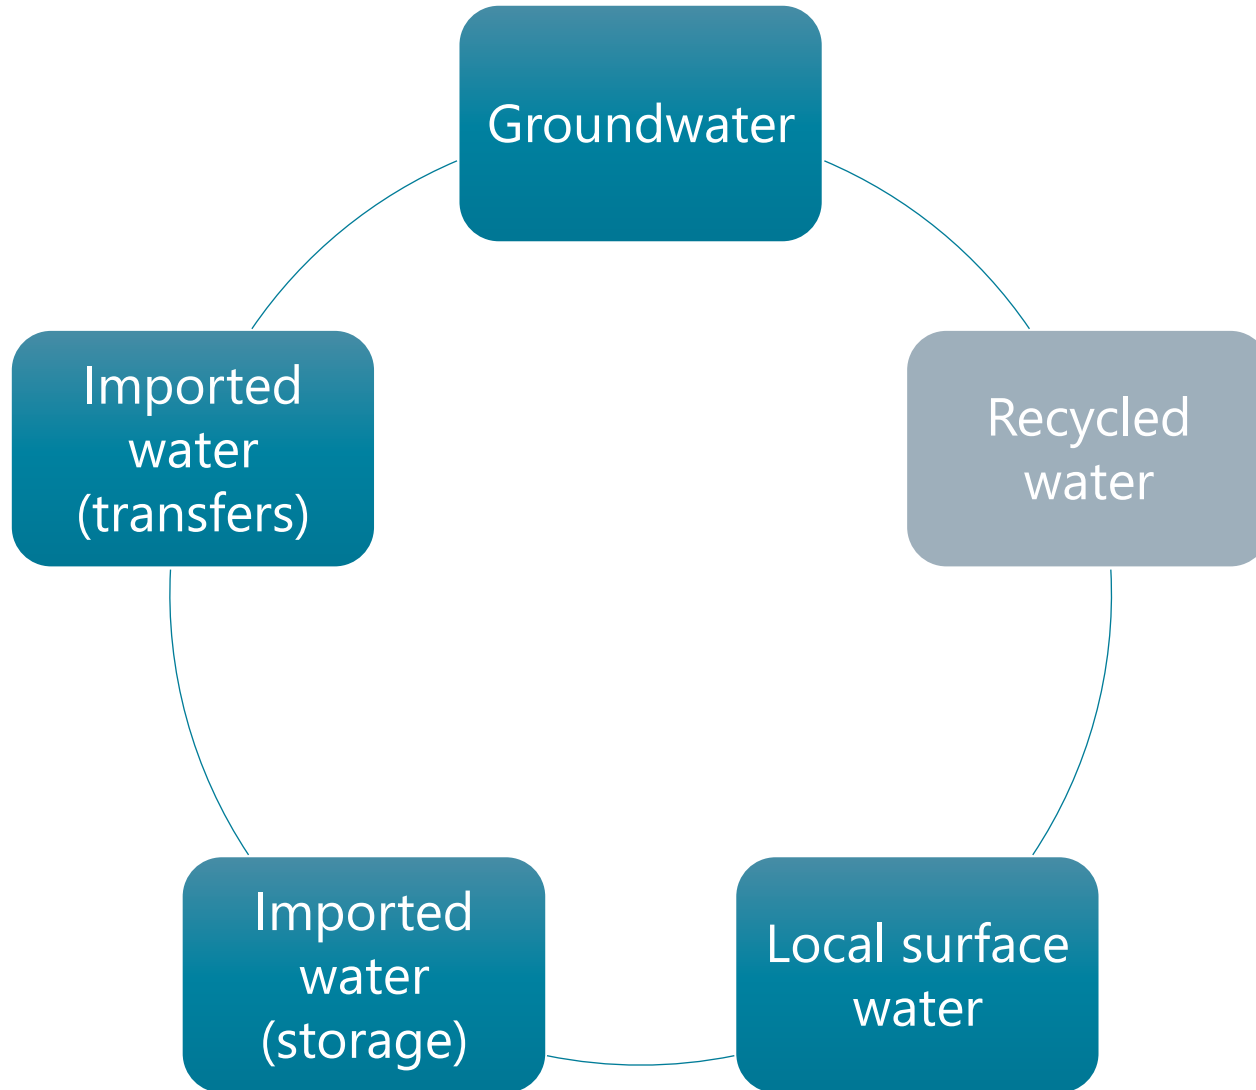 Groundwater
Recycled
water
Local surface
water
Imported
water
(storage)
Imported
water
(transfers)